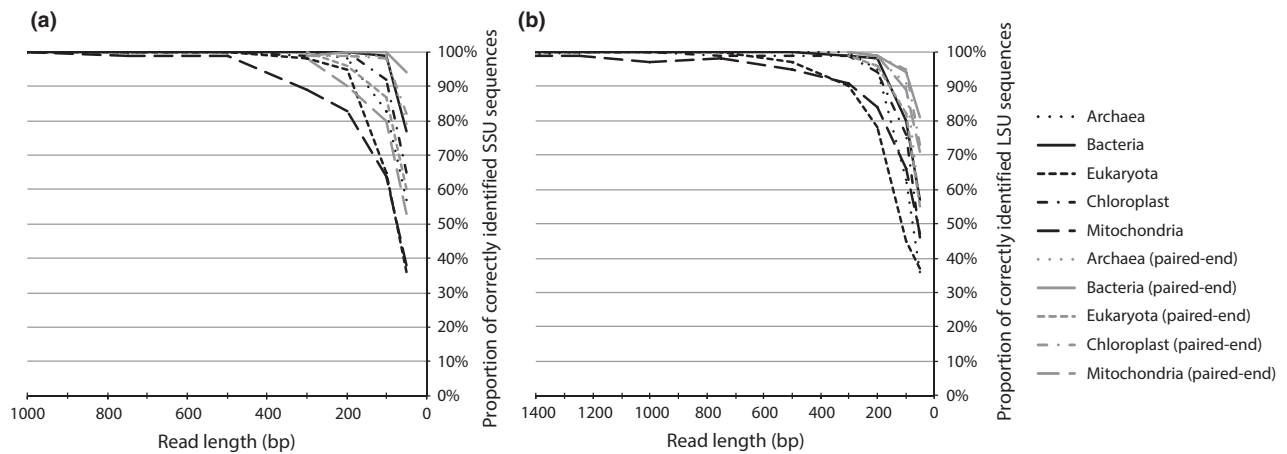 (a)
100%
90%
80%
70%
60%
50%
40%
30%
20%
10%
0%
Proportion of correctly identified SSU sequences
1000 800 600 400 200 0
Read length (bp)
(b)
100%
90%
80%
70%
60%
50%
40%
30%
20%
10%
0%
Proportion of correctly identified LSU sequences
1400 1200 1000 800 600 400 200 0
Read length (bp)
Archaea
Bacteria
Eukaryota
Chloroplast
Mitochondria
Archaea (paired-end)
Bacteria (paired-end)
Eukaryota (paired-end)
Chloroplast (paired-end)
Mitochondria (paired-end)